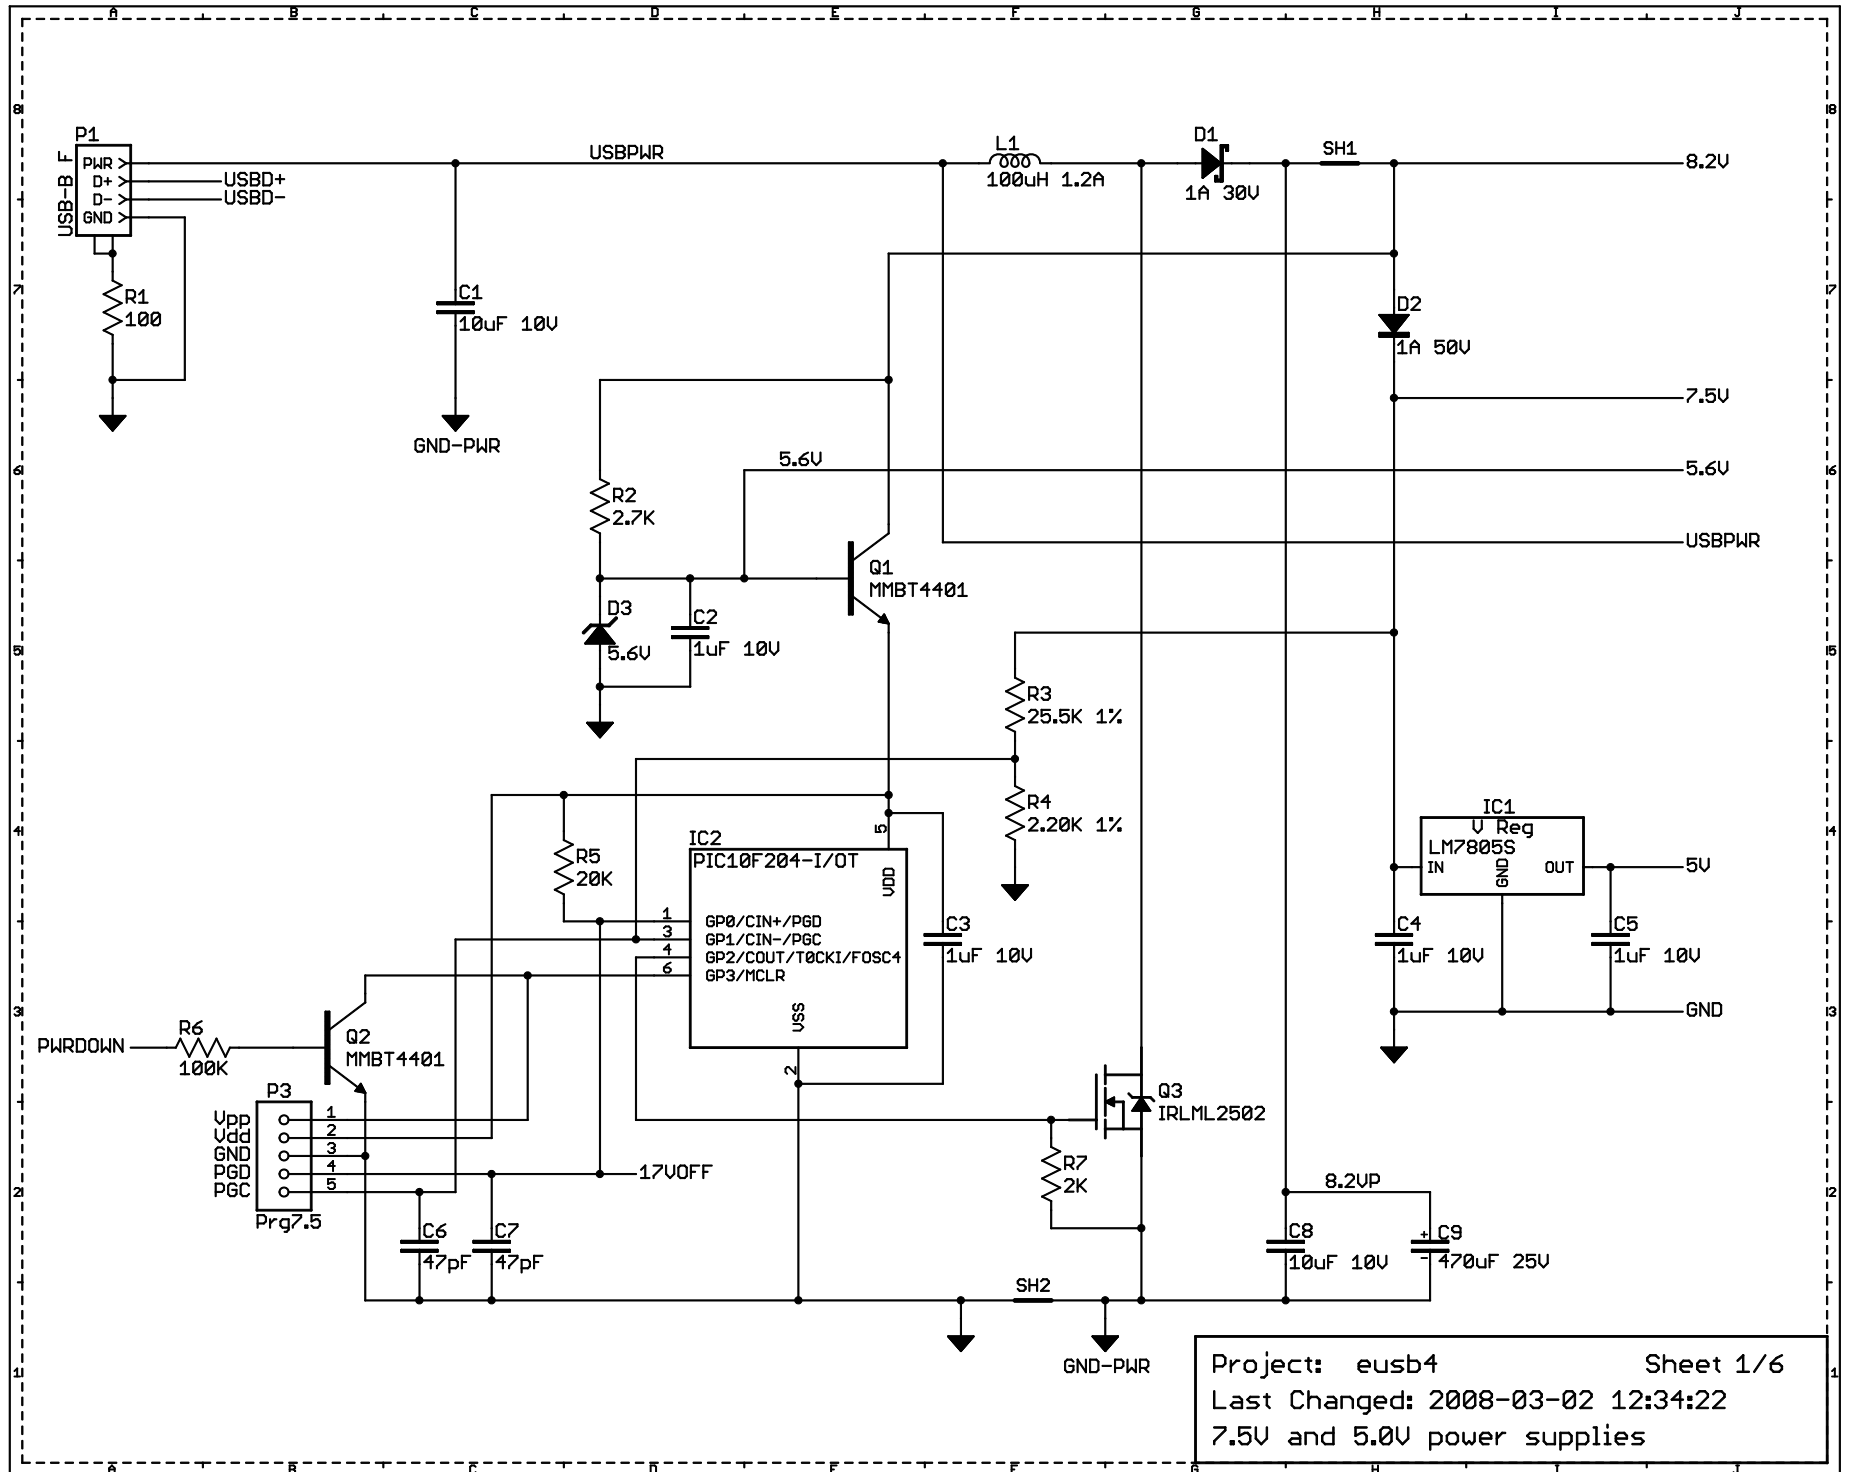 A B C D E F G H I J
8 8
P1
USB-B F
PWR
D+
D-
GND
USBD+
USBD-
USBPWR
L1
100uH 1.2A
D1
1A 30V
SH1
8.2V
7 7
R1
100
C1
10uF 10V
GND-PWR
D2
1A 50V
7.5V
6 6
5.6V
5.6V
R2
2.7K
USBPWR
Q1
MMBT4401
D3
5.6V
C2
1uF 10V
5 5
R3
25.5K 1%
R4
2.20K 1%
4 4
IC1
V Reg
LM7805S
IN
GND
OUT
5V
IC2
PIC10F204-I/OT
5
VDD
R5
20K
1
GP0/CIN+/PGD
3
GP1/CIN-/PGC
4
GP2/COUT/T0CKI/FOSC4
6
GP3/MCLR
VSS
2
C3
1uF 10V
C4
1uF 10V
C5
1uF 10V
3 3
GND
PWRDOWN
R6
100K
Q2
MMBT4401
P3
Vpp 1
Vdd 2
GND 3
PGD 4
PGC 5
Prg7.5
17VOFF
Q3
IRLML2502
R7
2K
2 2
8.2VP
C6
47pF
C7
47pF
C8
10uF 10V
+
-
C9
470uF 25V
SH2
GND-PWR
1 1
Project: eusb4 Sheet 1/6
Last Changed: 2008-03-02 12:34:22
7.5V and 5.0V power supplies
A B C D E F G H I J